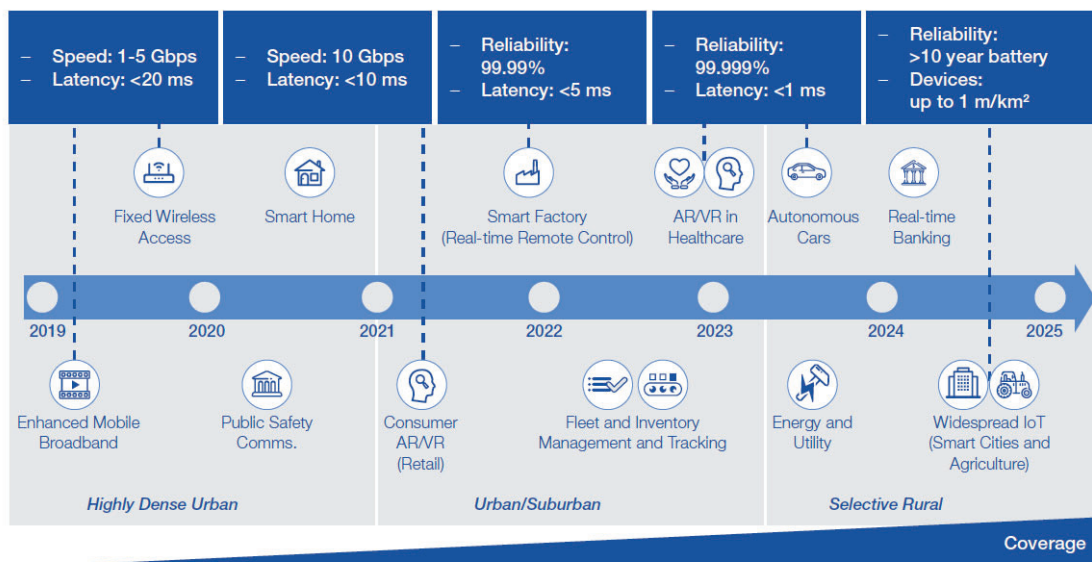 – Speed: 1-5 Gbps
– Latency: <20 ms
– Speed: 10 Gbps
– Latency: <10 ms
– Reliability:
99.99%
– Latency: <5 ms
– Reliability:
99.999%
– Latency: <1 ms
– Reliability:
>10 year battery
– Devices:
up to 1 m/km²
Fixed Wireless
Access
Smart Home
Smart Factory
(Real-time Remote Control)
AR/VR in
Healthcare
Autonomous
Cars
Real-time
Banking
2019
2020
2021
2022
2023
2024
2025
Enhanced Mobile
Broadband
Public Safety
Comms.
Consumer
AR/VR
(Retail)
Fleet and Inventory
Management and Tracking
Energy and
Utility
Widespread IoT
(Smart Cities and
Agriculture)
Highly Dense Urban
Urban/Suburban
Selective Rural
Coverage